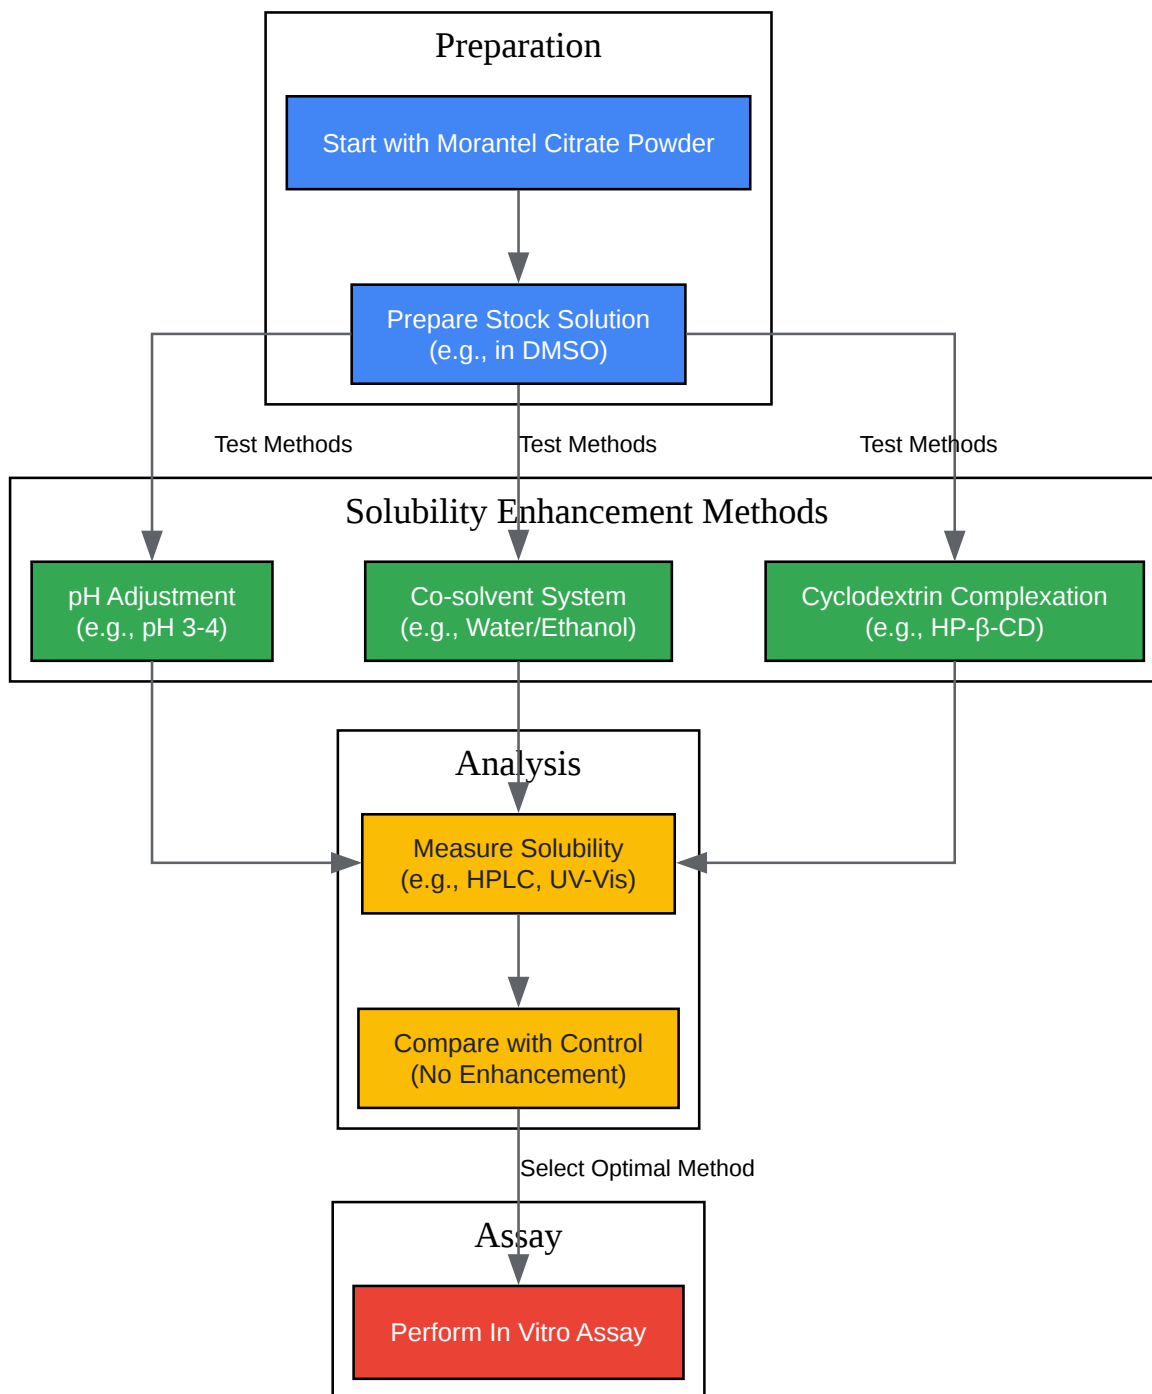 Preparation
Start with Morantel Citrate Powder
Prepare Stock Solution
(e.g., in DMSO)
Test Methods
Test Methods
Test Methods
Solubility Enhancement Methods
pH Adjustment
(e.g., pH 3-4)
Co-solvent System
(e.g., Water/Ethanol)
Cyclodextrin Complexation
(e.g., HP-β-CD)
Analysis
Measure Solubility
(e.g., HPLC, UV-Vis)
Compare with Control
(No Enhancement)
Select Optimal Method
Assay
Perform In Vitro Assay